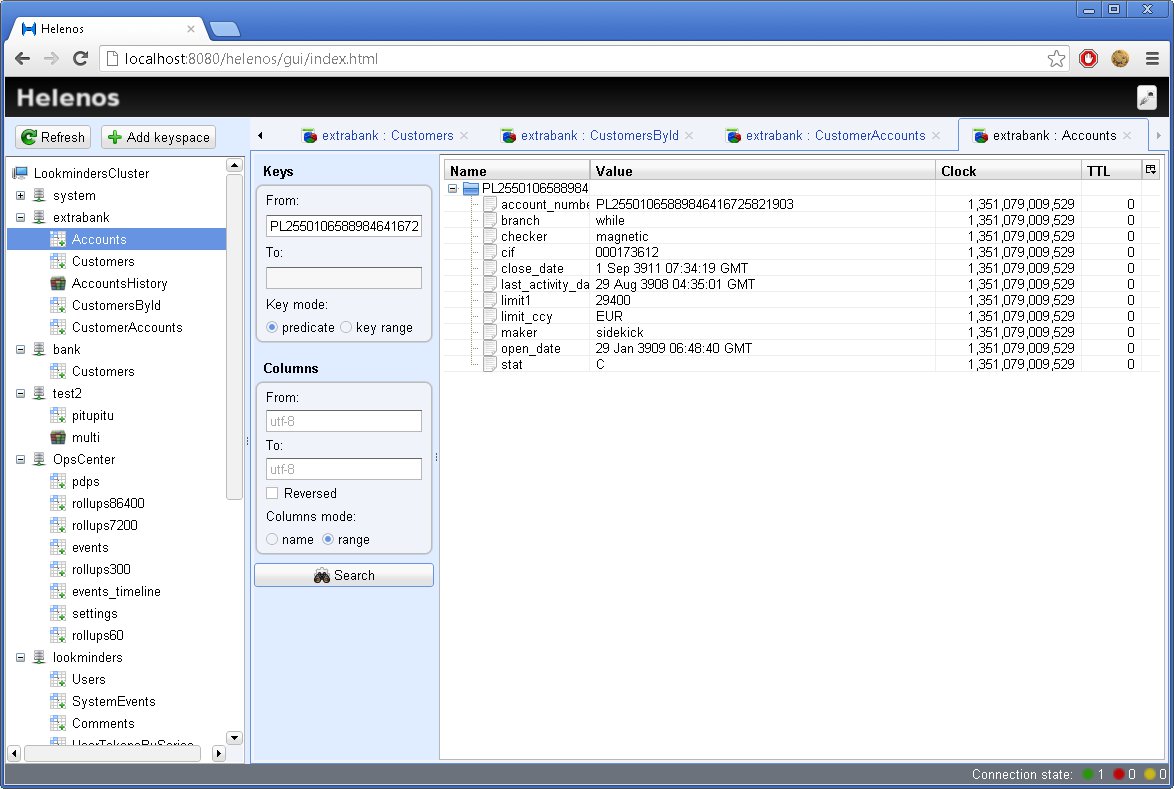 Helenos
localhost:8080/helenos/gui/index.html
Helenos
Refresh
Add keyspace
LookmindersCluster
system
extrabank
Accounts
Customers
AccountsHistory
CustomersById
CustomerAccounts
bank
Customers
test2
pitupitu
multi
OpsCenter
pdps
rollups86400
rollups7200
events
rollups300
events_timeline
settings
rollups60
lookminders
Users
SystemEvents
Comments
extrabank : Customers
extrabank : CustomersById
extrabank : CustomerAccounts
extrabank : Accounts
Keys
From:
PL2550106588984641672
To:
Key mode:
predicate key range
Columns
From:
utf-8
To:
utf-8
Reversed
Columns mode:
name range
Search
Name Value Clock TTL
PL2550106588984
account_numbe PL25501065889846416725821903 1,351,079,009,529 0
branch while 1,351,079,009,529 0
checker magnetic 1,351,079,009,529 0
cif 000173612 1,351,079,009,529 0
close_date 1 Sep 3911 07:34:19 GMT 1,351,079,009,529 0
last_activity_da 29 Aug 3908 04:35:01 GMT 1,351,079,009,529 0
limit1 29400 1,351,079,009,529 0
limit_ccy EUR 1,351,079,009,529 0
maker sidekick 1,351,079,009,529 0
open_date 29 Jan 3909 06:48:40 GMT 1,351,079,009,529 0
stat C 1,351,079,009,529 0
Connection state: 1 0 0